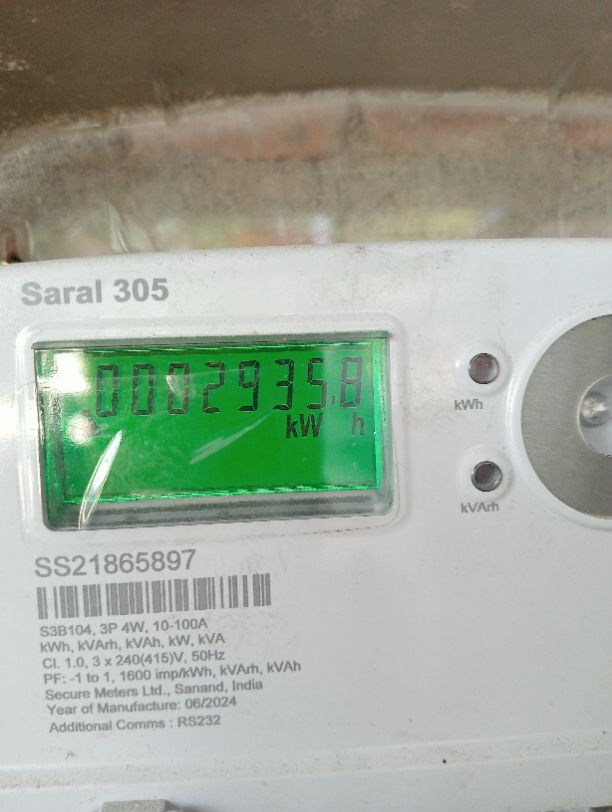 Saral 305
0002935.8
kW h
kWh
kVArh
SS21865897
S3B104, 3P 4W, 10-100A
kWh, kVArh, kVAh, kW, kVA
Cl. 1.0, 3 x 240(415)V, 50Hz
PF: -1 to 1, 1600 imp/kWh, kVArh, kVAh
Secure Meters Ltd., Sanand, India
Year of Manufacture: 06/2024
Additional Comms : RS232